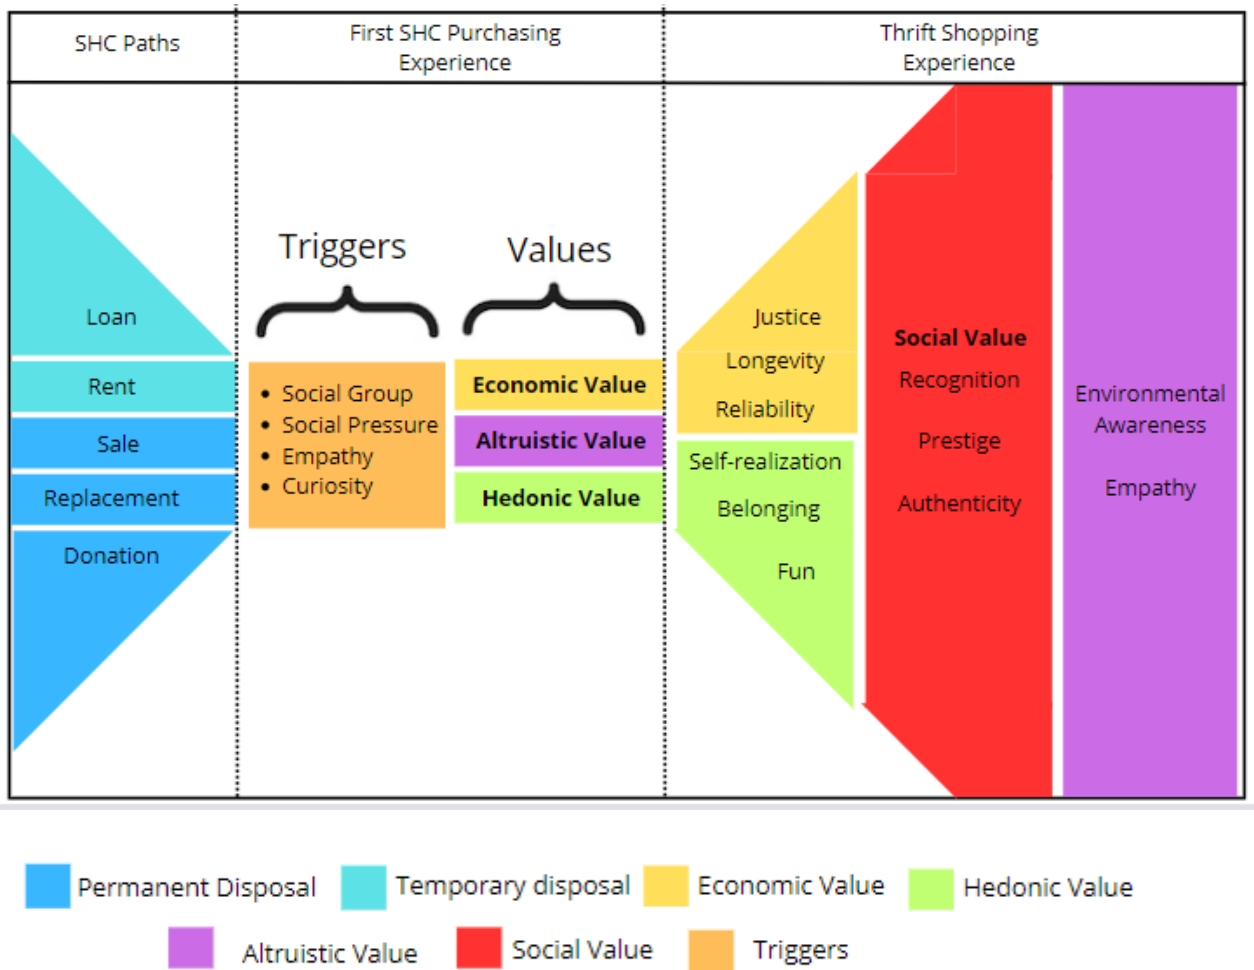 SHC Paths
First SHC Purchasing
Experience
Thrift Shopping
Experience
Loan
Rent
Sale
Replacement
Donation
Triggers
• Social Group
• Social Pressure
• Empathy
• Curiosity
Values
Economic Value
Altruistic Value
Hedonic Value
Justice
Longevity
Reliability
Self-realization
Belonging
Fun
Social Value
Recognition
Prestige
Authenticity
Environmental
Awareness
Empathy
Permanent Disposal
Temporary disposal
Economic Value
Hedonic Value
Altruistic Value
Social Value
Triggers